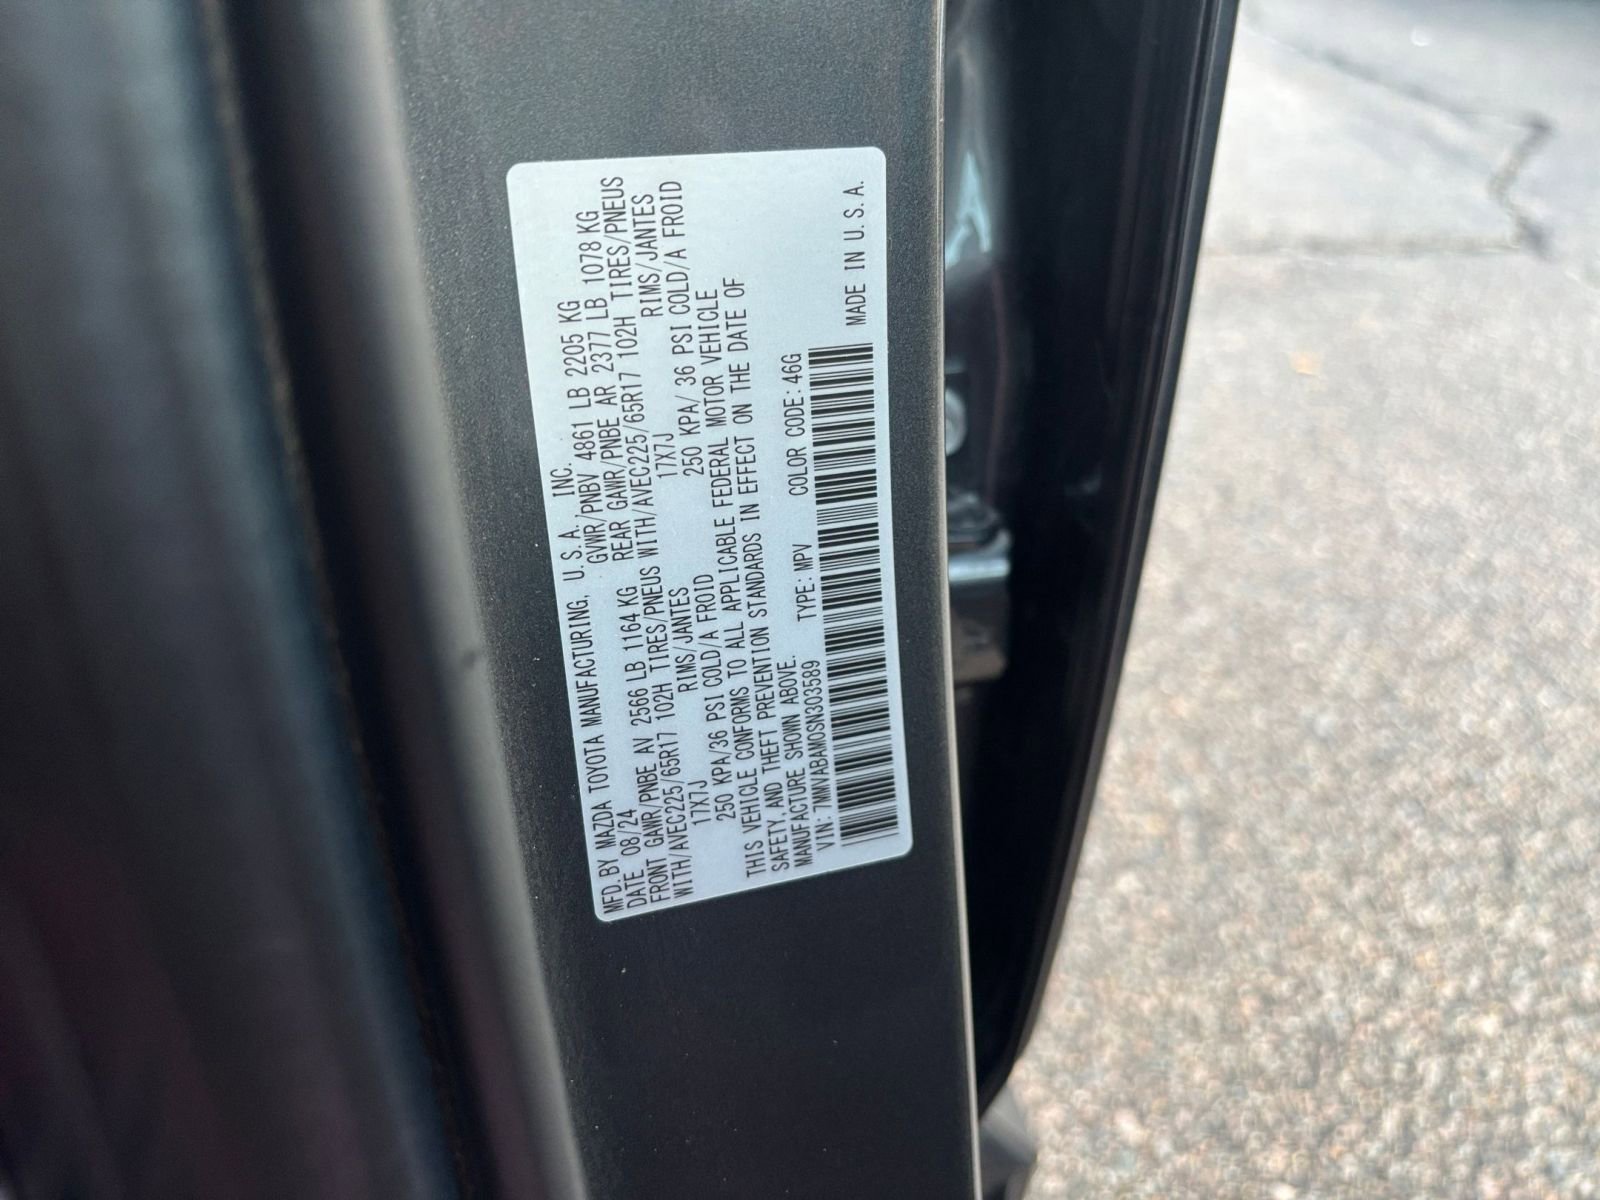 MFD. BY MAZDA TOYOTA MANUFACTURING, U.S.A., INC.
DATE 08/24 GVWR/PNBV 4861 LB 2205 KG
FRONT GAWR/PNBE AV 2566 LB 1164 KG REAR GAWR/PNBE AR 2377 LB 1078 KG
WITH/AVEC225/65R17 102H TIRES/PNEUS WITH/AVEC225/65R17 102H TIRES/PNEUS
17X7J RIMS/JANTES 17X7J RIMS/JANTES
250 KPA/36 PSI COLD/A FROID 250 KPA/ 36 PSI COLD/A FROID
THIS VEHICLE CONFORMS TO ALL APPLICABLE FEDERAL MOTOR VEHICLE
SAFETY, AND THEFT PREVENTION STANDARDS IN EFFECT ON THE DATE OF
MANUFACTURE SHOWN ABOVE.
VIN: 7MMVABAM0SN303589 TYPE: MPV COLOR CODE: 46G
MADE IN U.S.A.